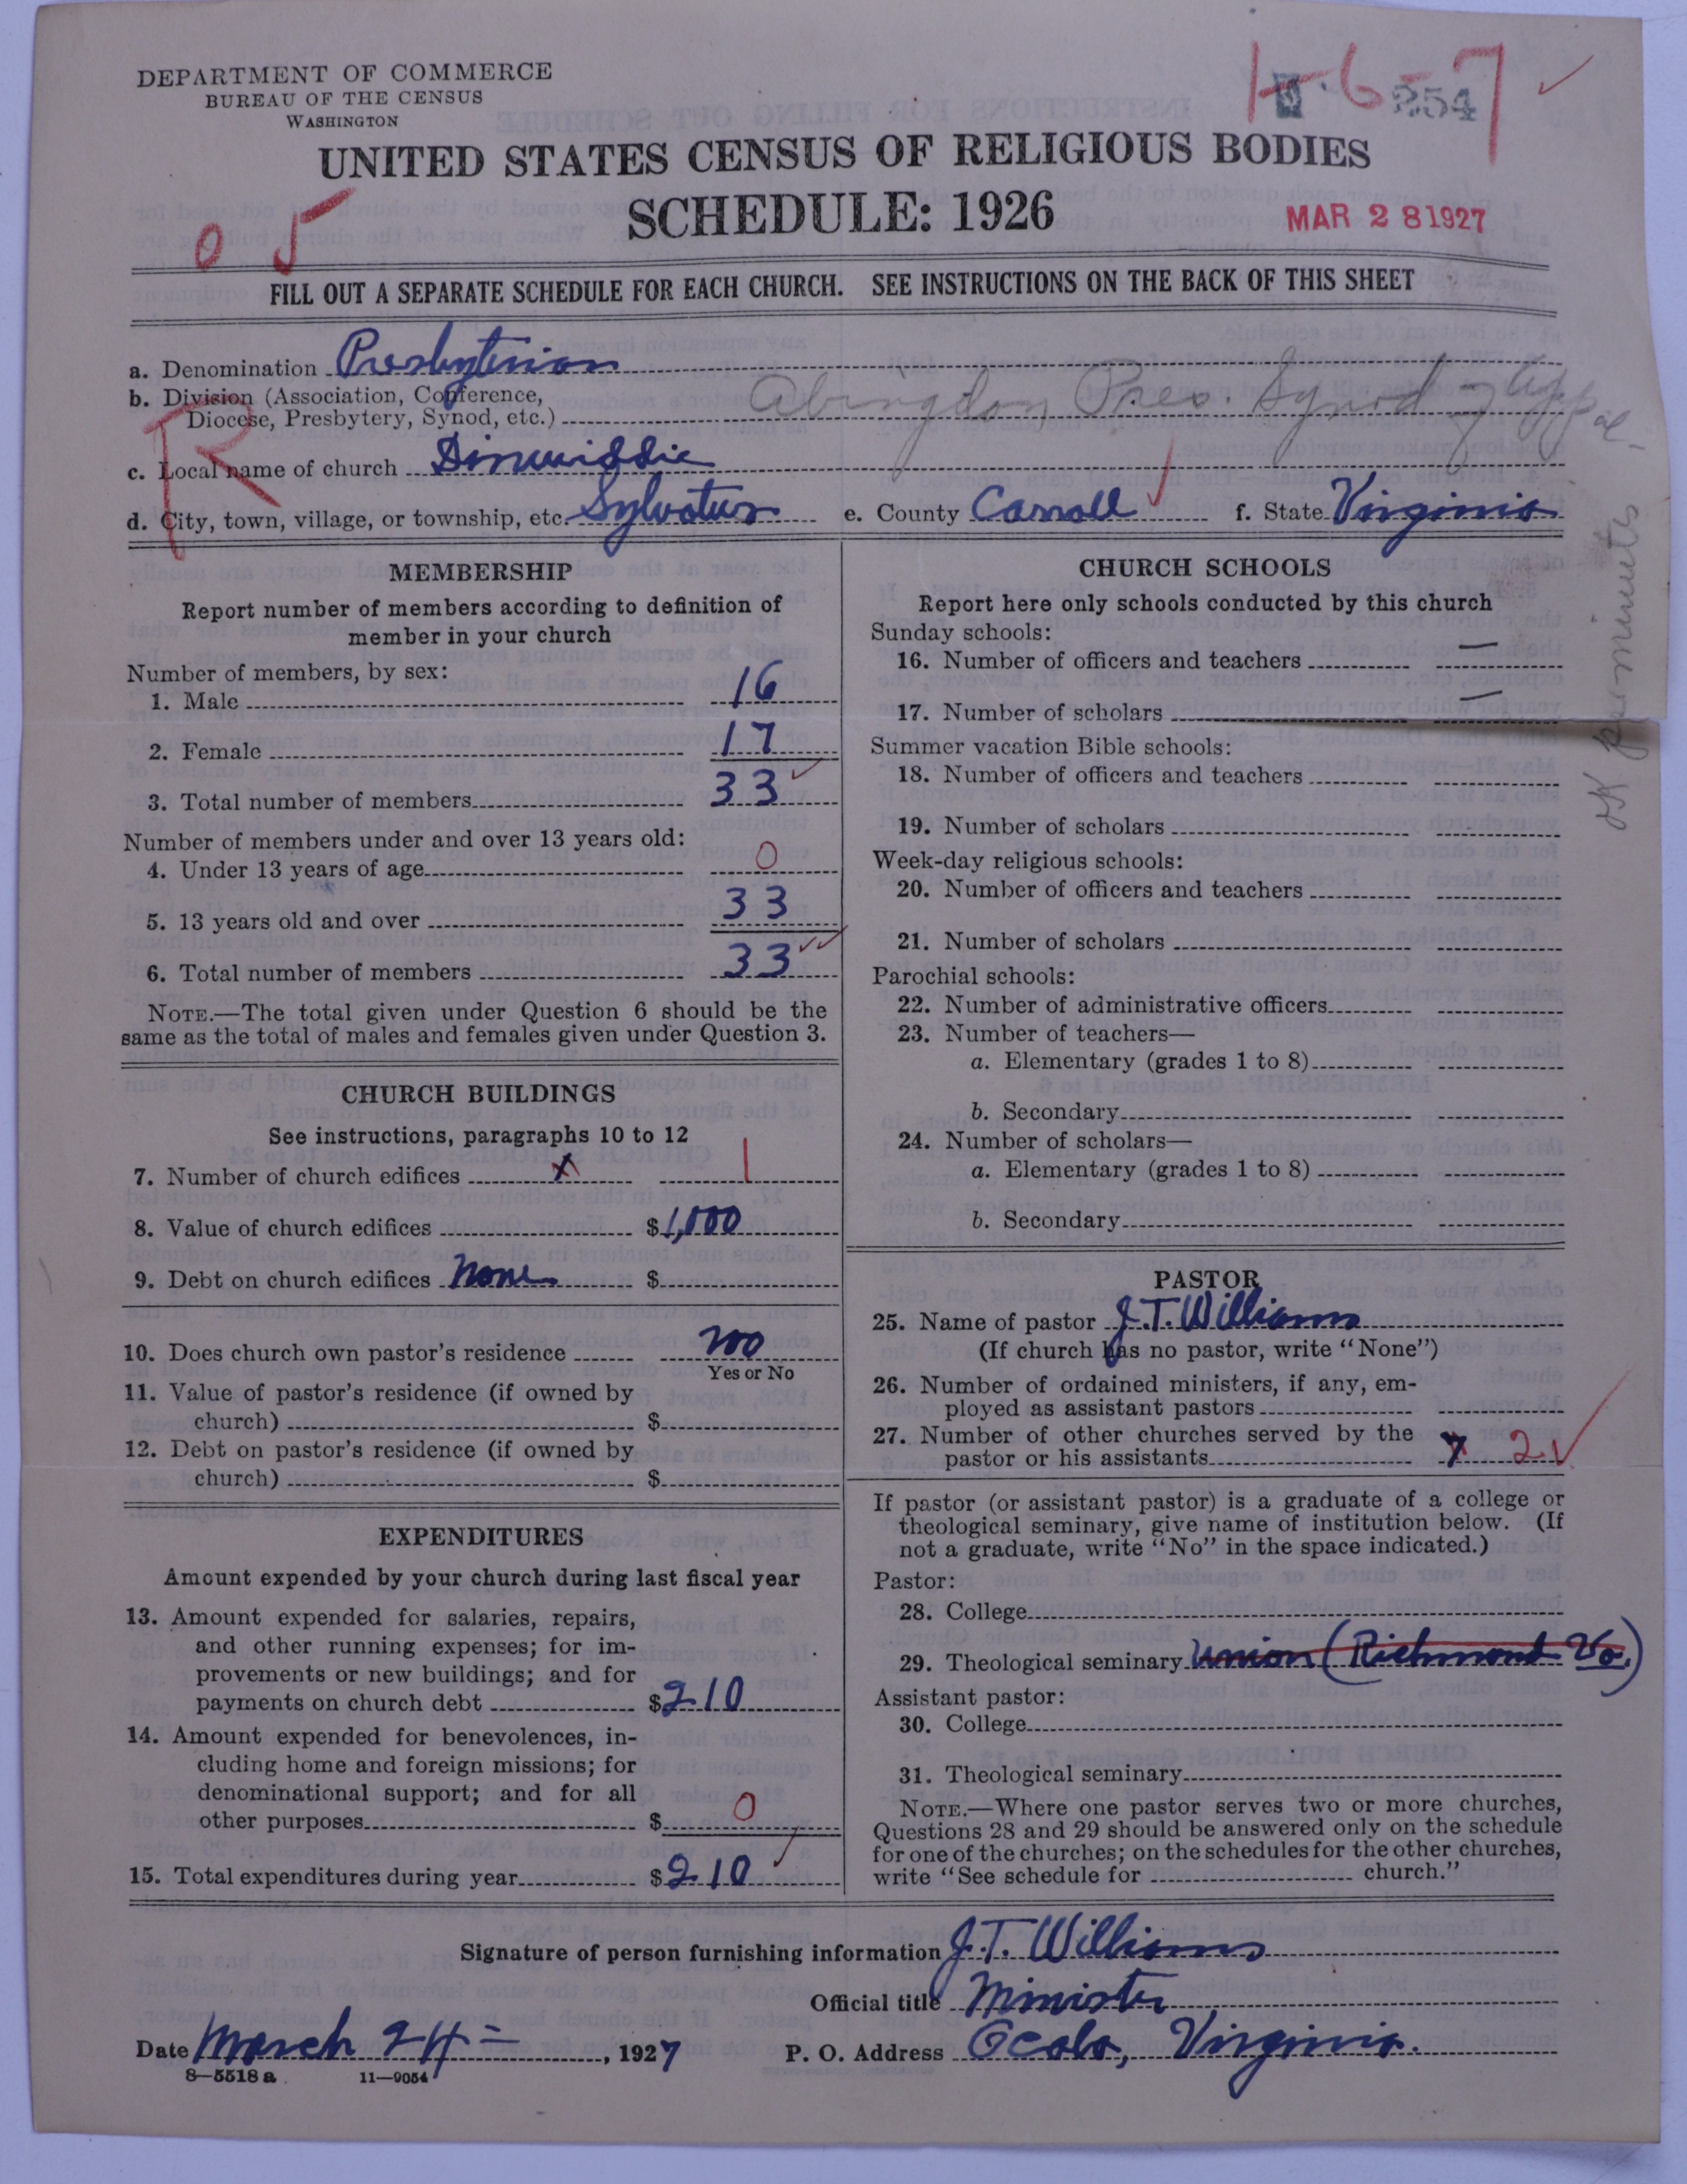 DEPARTMENT OF COMMERCE
BUREAU OF THE CENSUS
WASHINGTON
1-6-7
254
UNITED STATES CENSUS OF RELIGIOUS BODIES
SCHEDULE: 1926
MAR 28 1927
0 5
FILL OUT A SEPARATE SCHEDULE FOR EACH CHURCH. SEE INSTRUCTIONS ON THE BACK OF THIS SHEET
a. Denomination Presbyterian
b. Division (Association, Conference,
Diocese, Presbytery, Synod, etc.) Abingdon Pres. Synod of Appal.
R
c. Local name of church Dinwiddie
d. City, town, village, or township, etc. Sylvatus e. County Carroll f. State Virginia
OK per minutes
MEMBERSHIP
Report number of members according to definition of
member in your church
Number of members, by sex:
1. Male 16
2. Female 17
3. Total number of members 33
Number of members under and over 13 years old:
4. Under 13 years of age 0
5. 13 years old and over 33
6. Total number of members 33
NOTE.—The total given under Question 6 should be the
same as the total of males and females given under Question 3.
CHURCH BUILDINGS
See instructions, paragraphs 10 to 12
7. Number of church edifices x 1
8. Value of church edifices $1,000
9. Debt on church edifices None $
10. Does church own pastor's residence no
Yes or No
11. Value of pastor's residence (if owned by
church) $
12. Debt on pastor's residence (if owned by
church) $
EXPENDITURES
Amount expended by your church during last fiscal year
13. Amount expended for salaries, repairs,
and other running expenses; for im-
provements or new buildings; and for
payments on church debt $210
14. Amount expended for benevolences, in-
cluding home and foreign missions; for
denominational support; and for all
other purposes $ 0
15. Total expenditures during year $210
CHURCH SCHOOLS
Report here only schools conducted by this church
Sunday schools:
16. Number of officers and teachers —
17. Number of scholars —
Summer vacation Bible schools:
18. Number of officers and teachers
19. Number of scholars
Week-day religious schools:
20. Number of officers and teachers
21. Number of scholars
Parochial schools:
22. Number of administrative officers
23. Number of teachers—
a. Elementary (grades 1 to 8)
b. Secondary
24. Number of scholars—
a. Elementary (grades 1 to 8)
b. Secondary
PASTOR
25. Name of pastor J. T. Williams
(If church has no pastor, write "None")
26. Number of ordained ministers, if any, em-
ployed as assistant pastors
27. Number of other churches served by the
pastor or his assistants 2
If pastor (or assistant pastor) is a graduate of a college or
theological seminary, give name of institution below. (If
not a graduate, write "No" in the space indicated.)
Pastor:
28. College
29. Theological seminary Union (Richmond Va.)
Assistant pastor:
30. College
31. Theological seminary
NOTE.—Where one pastor serves two or more churches,
Questions 28 and 29 should be answered only on the schedule
for one of the churches; on the schedules for the other churches,
write "See schedule for church."
Signature of person furnishing information J. T. Williams
Official title Minister
Date March 24 —, 1927 P. O. Address Ocala, Virginia.
8—5518 a 11—9054